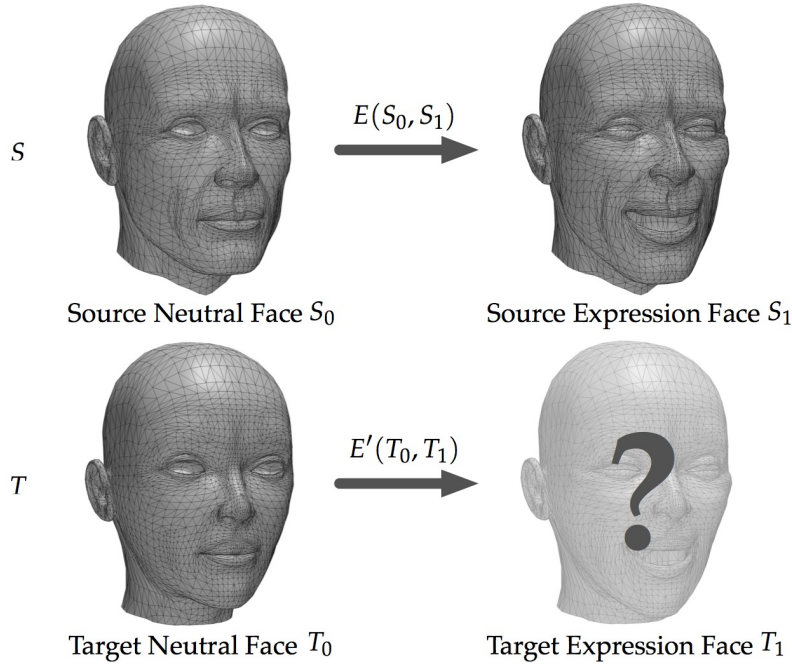 S
E(S₀, S₁)
Source Neutral Face S₀
Source Expression Face S₁
T
E′(T₀, T₁)
?
Target Neutral Face T₀
Target Expression Face T₁